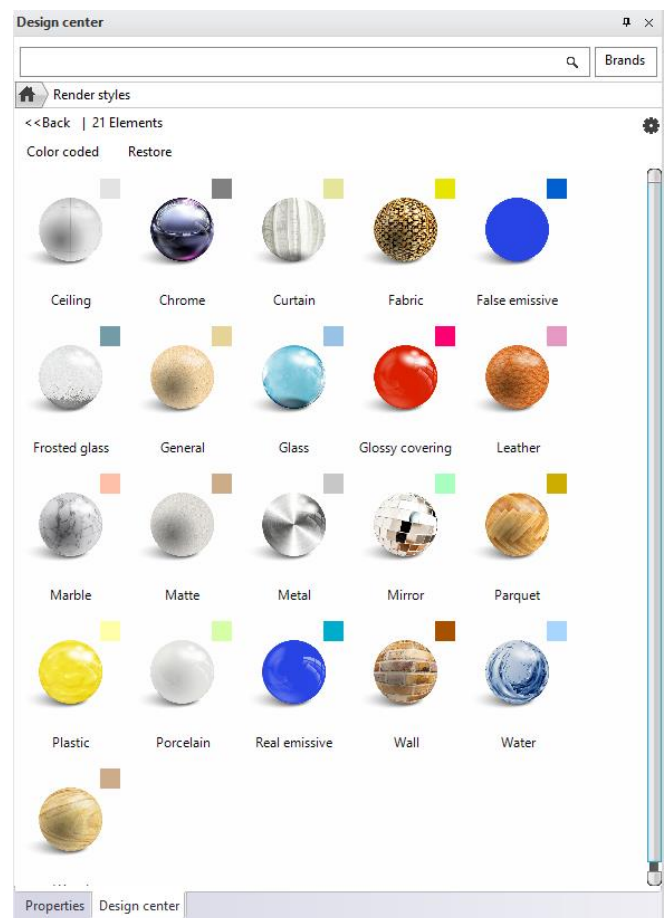 Design center
Brands
Render styles
<<Back | 21 Elements
Color coded Restore
Ceiling Chrome Curtain Fabric False emissive
Frosted glass General Glass Glossy covering Leather
Marble Matte Metal Mirror Parquet
Plastic Porcelain Real emissive Wall Water
Properties Design center